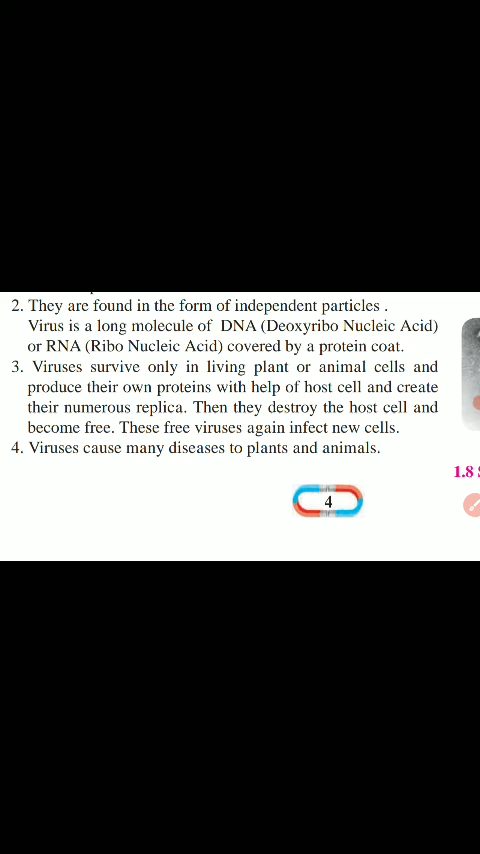 2. They are found in the form of independent particles .
Virus is a long molecule of DNA (Deoxyribo Nucleic Acid)
or RNA (Ribo Nucleic Acid) covered by a protein coat.
3. Viruses survive only in living plant or animal cells and
produce their own proteins with help of host cell and create
their numerous replica. Then they destroy the host cell and
become free. These free viruses again infect new cells.
4. Viruses cause many diseases to plants and animals.
1.8
4